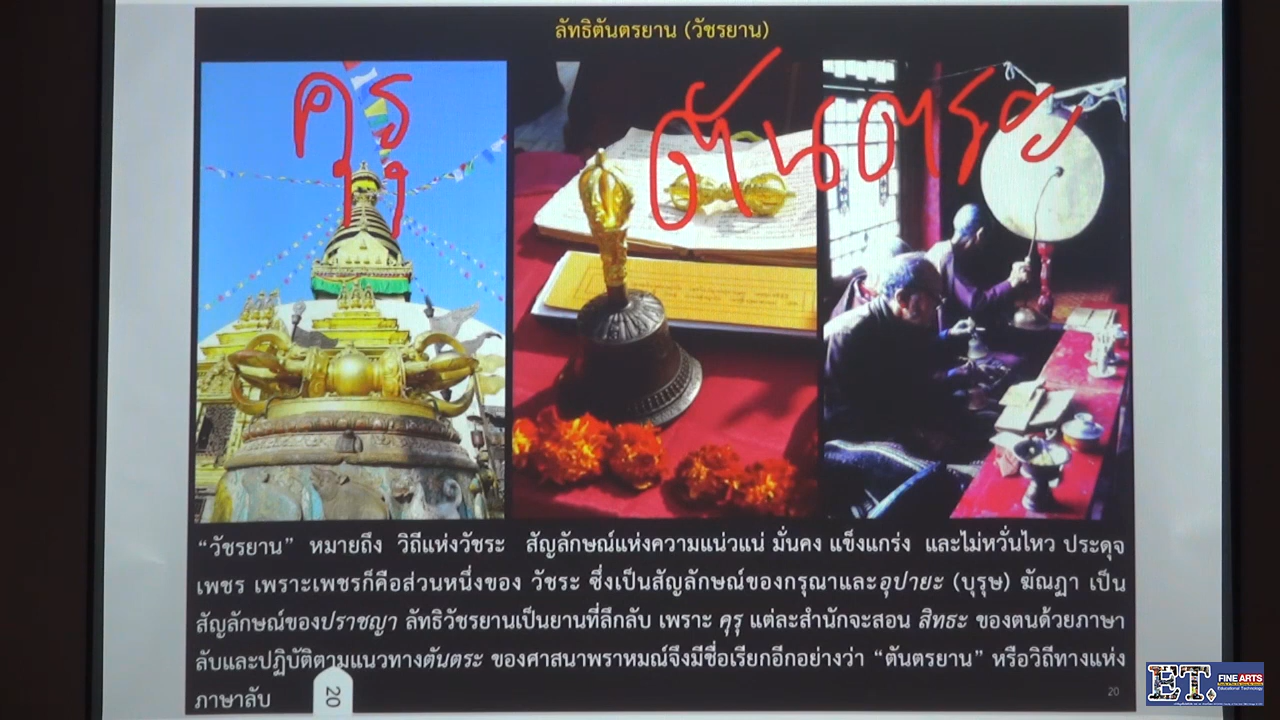 ลัทธิตันตรยาน (วัชรยาน)
คุรุ
ตันตระ
“วัชรยาน” หมายถึง วิถีแห่งวัชระ สัญลักษณ์แห่งความแน่วแน่ มั่นคง แข็งแกร่ง และไม่หวั่นไหว ประดุจ
เพชร เพราะเพชรก็คือส่วนหนึ่งของ วัชระ ซึ่งเป็นสัญลักษณ์ของกรุณาและอุปายะ (บุรุษ) ฆัณฏา เป็น
สัญลักษณ์ของปราชญา ลัทธิวัชรยานเป็นยานที่ลึกลับ เพราะ คุรุ แต่ละสำนักจะสอน สิทธะ ของตนด้วยภาษา
ลับและปฏิบัติตามแนวทางตันตระ ของศาสนาพราหมณ์จึงมีชื่อเรียกอีกอย่างว่า “ตันตรยาน” หรือวิถีทางแห่ง
ภาษาลับ
20
20
ET.
FINE ARTS
Educational Technology